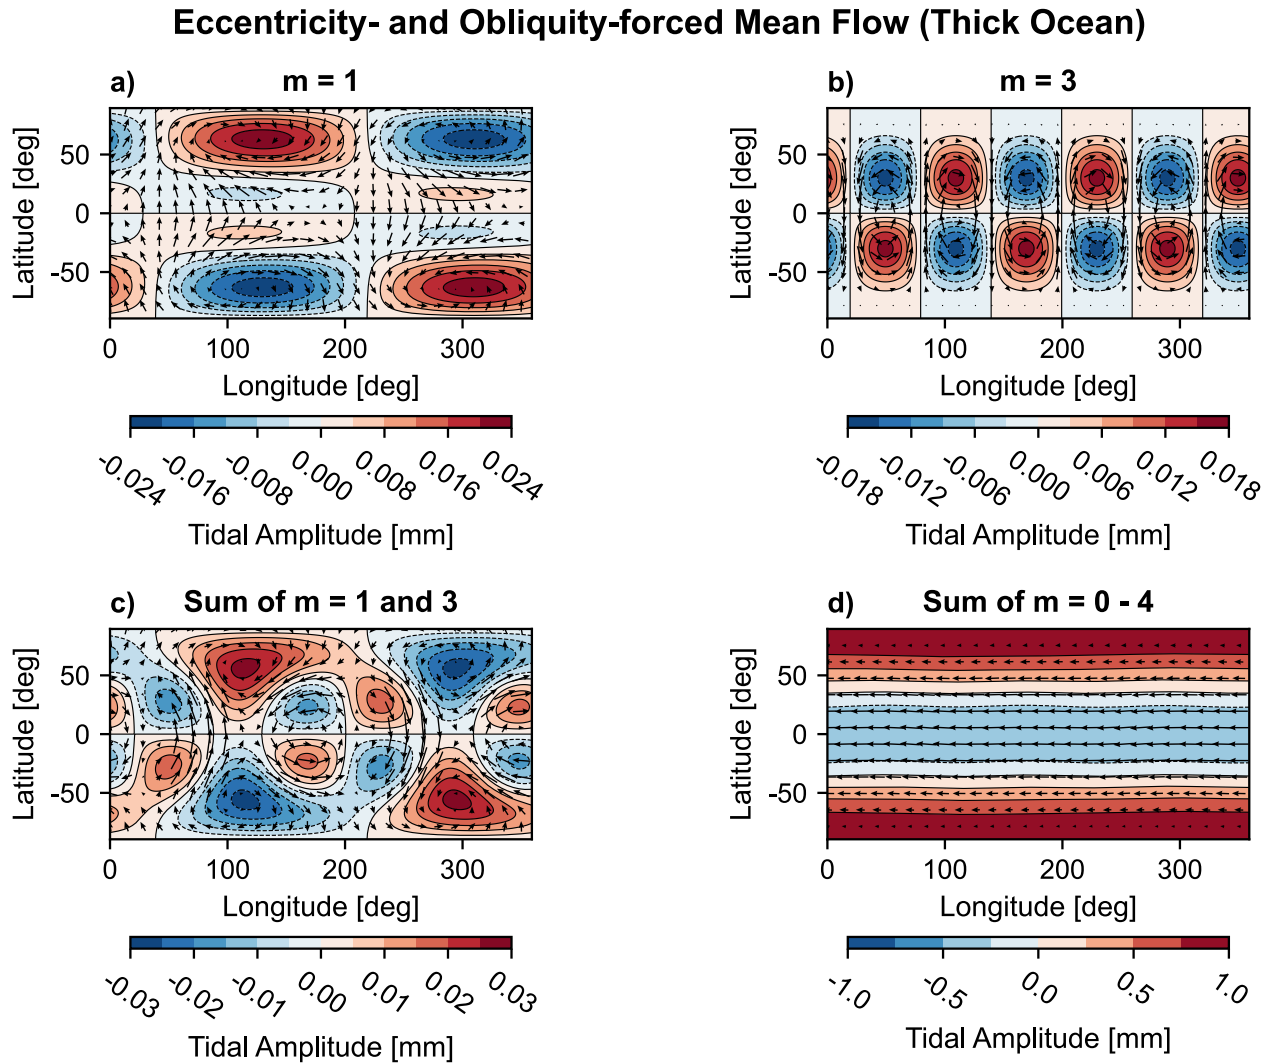 Eccentricity- and Obliquity-forced Mean Flow (Thick Ocean)
a) m = 1
Latitude [deg]
50
0
-50
0 100 200 300
Longitude [deg]
-0.024 -0.016 -0.008 0.000 0.008 0.016 0.024
Tidal Amplitude [mm]
b) m = 3
Latitude [deg]
50
0
-50
0 100 200 300
Longitude [deg]
-0.018 -0.012 -0.006 0.000 0.006 0.012 0.018
Tidal Amplitude [mm]
c) Sum of m = 1 and 3
Latitude [deg]
50
0
-50
0 100 200 300
Longitude [deg]
-0.03 -0.02 -0.01 0.00 0.01 0.02 0.03
Tidal Amplitude [mm]
d) Sum of m = 0 - 4
Latitude [deg]
50
0
-50
0 100 200 300
Longitude [deg]
-1.0 -0.5 0.0 0.5 1.0
Tidal Amplitude [mm]